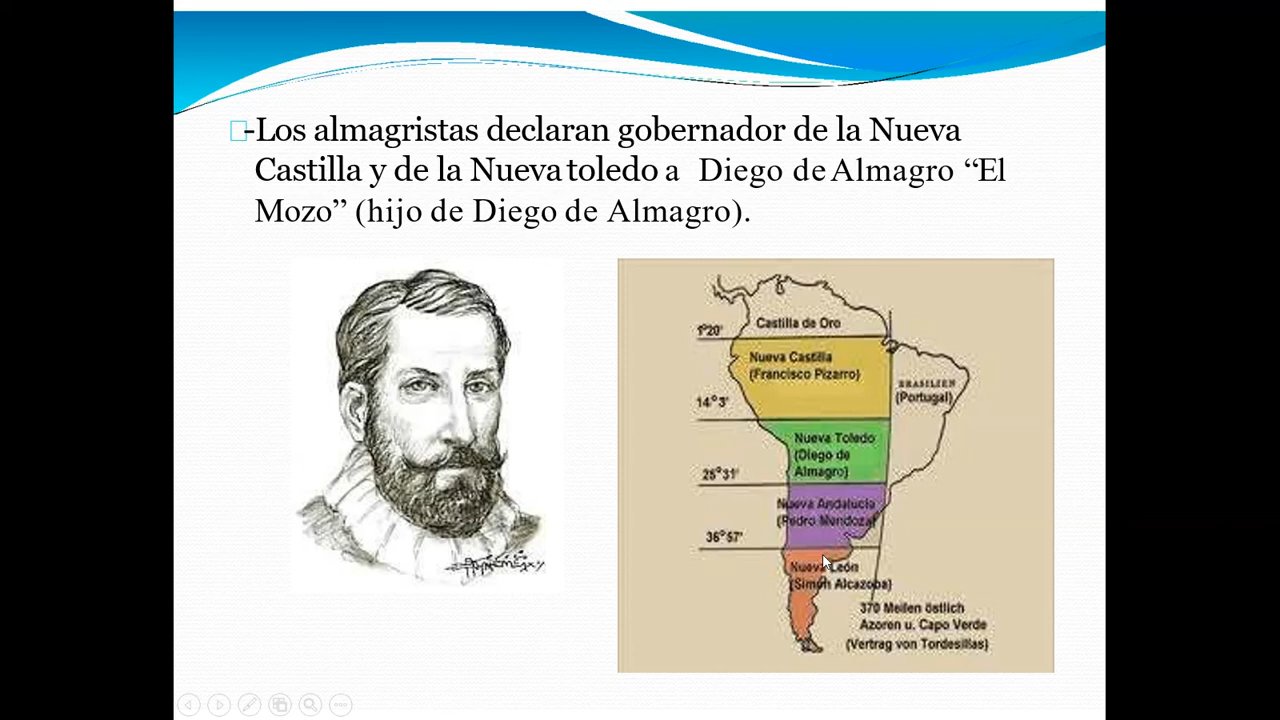 -Los almagristas declaran gobernador de la Nueva
Castilla y de la Nueva toledo a Diego de Almagro “El
Mozo” (hijo de Diego de Almagro).
1°20'
Castilla de Oro
Nueva Castilla
(Francisco Pizarro)
BRASILIEN
(Portugal)
14°3'
Nueva Toledo
(Diego de
Almagro)
25°31'
Nueva Andalucia
(Pedro Mendoza)
36°57'
Nueva León
(Simón Alcazoba)
370 Meilen östlich
Azoren u. Capo Verde
(Vertrag von Tordesillas)